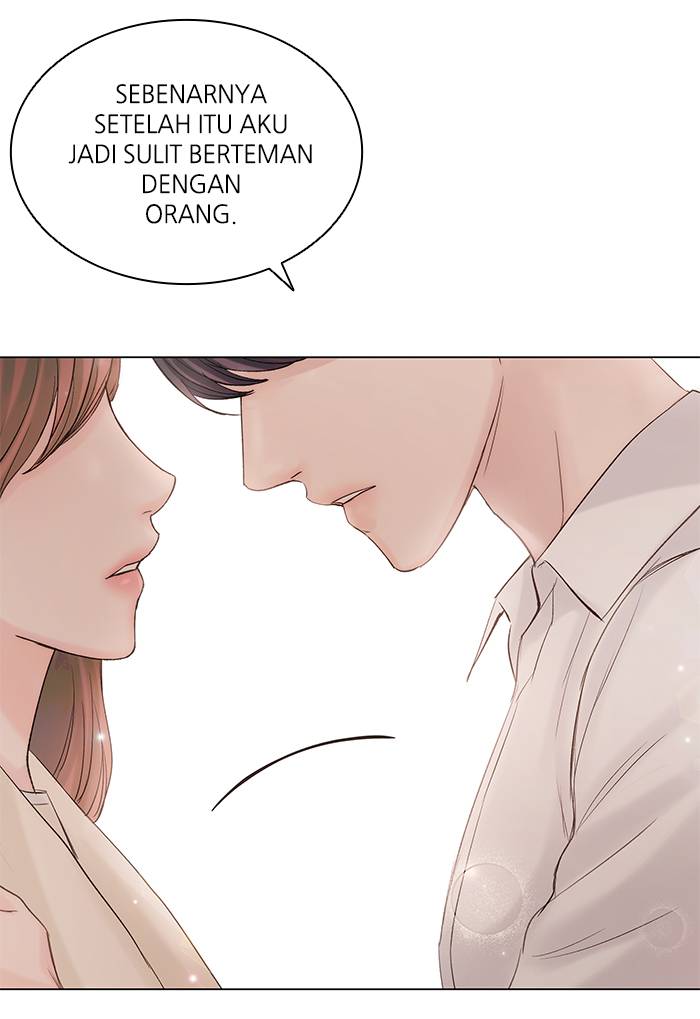 SEBENARNYA
SETELAH ITU AKU
JADI SULIT BERTEMAN
DENGAN
ORANG.